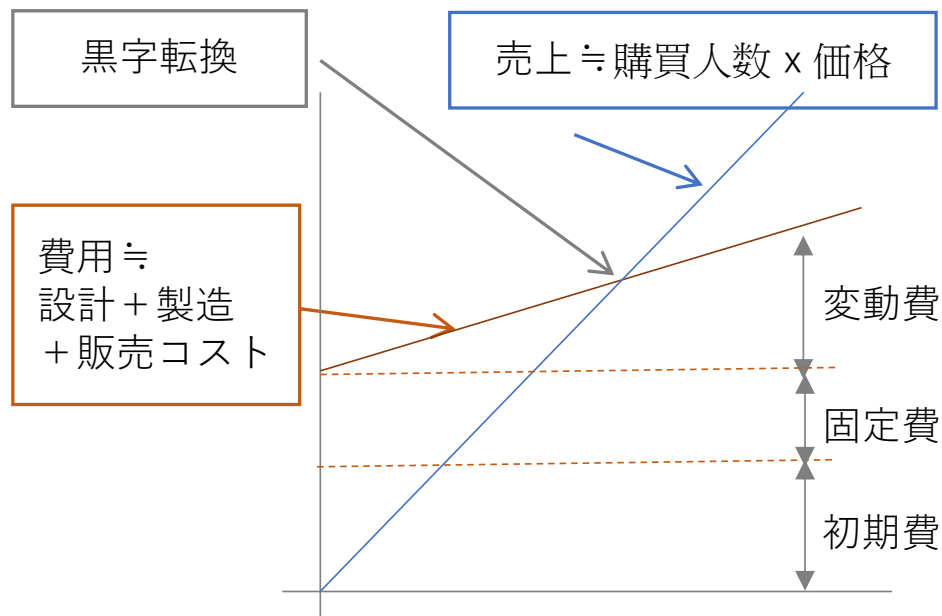 黒字転換
売上≒購買人数 x 価格
費用≒
設計＋製造
＋販売コスト
変動費
固定費
初期費